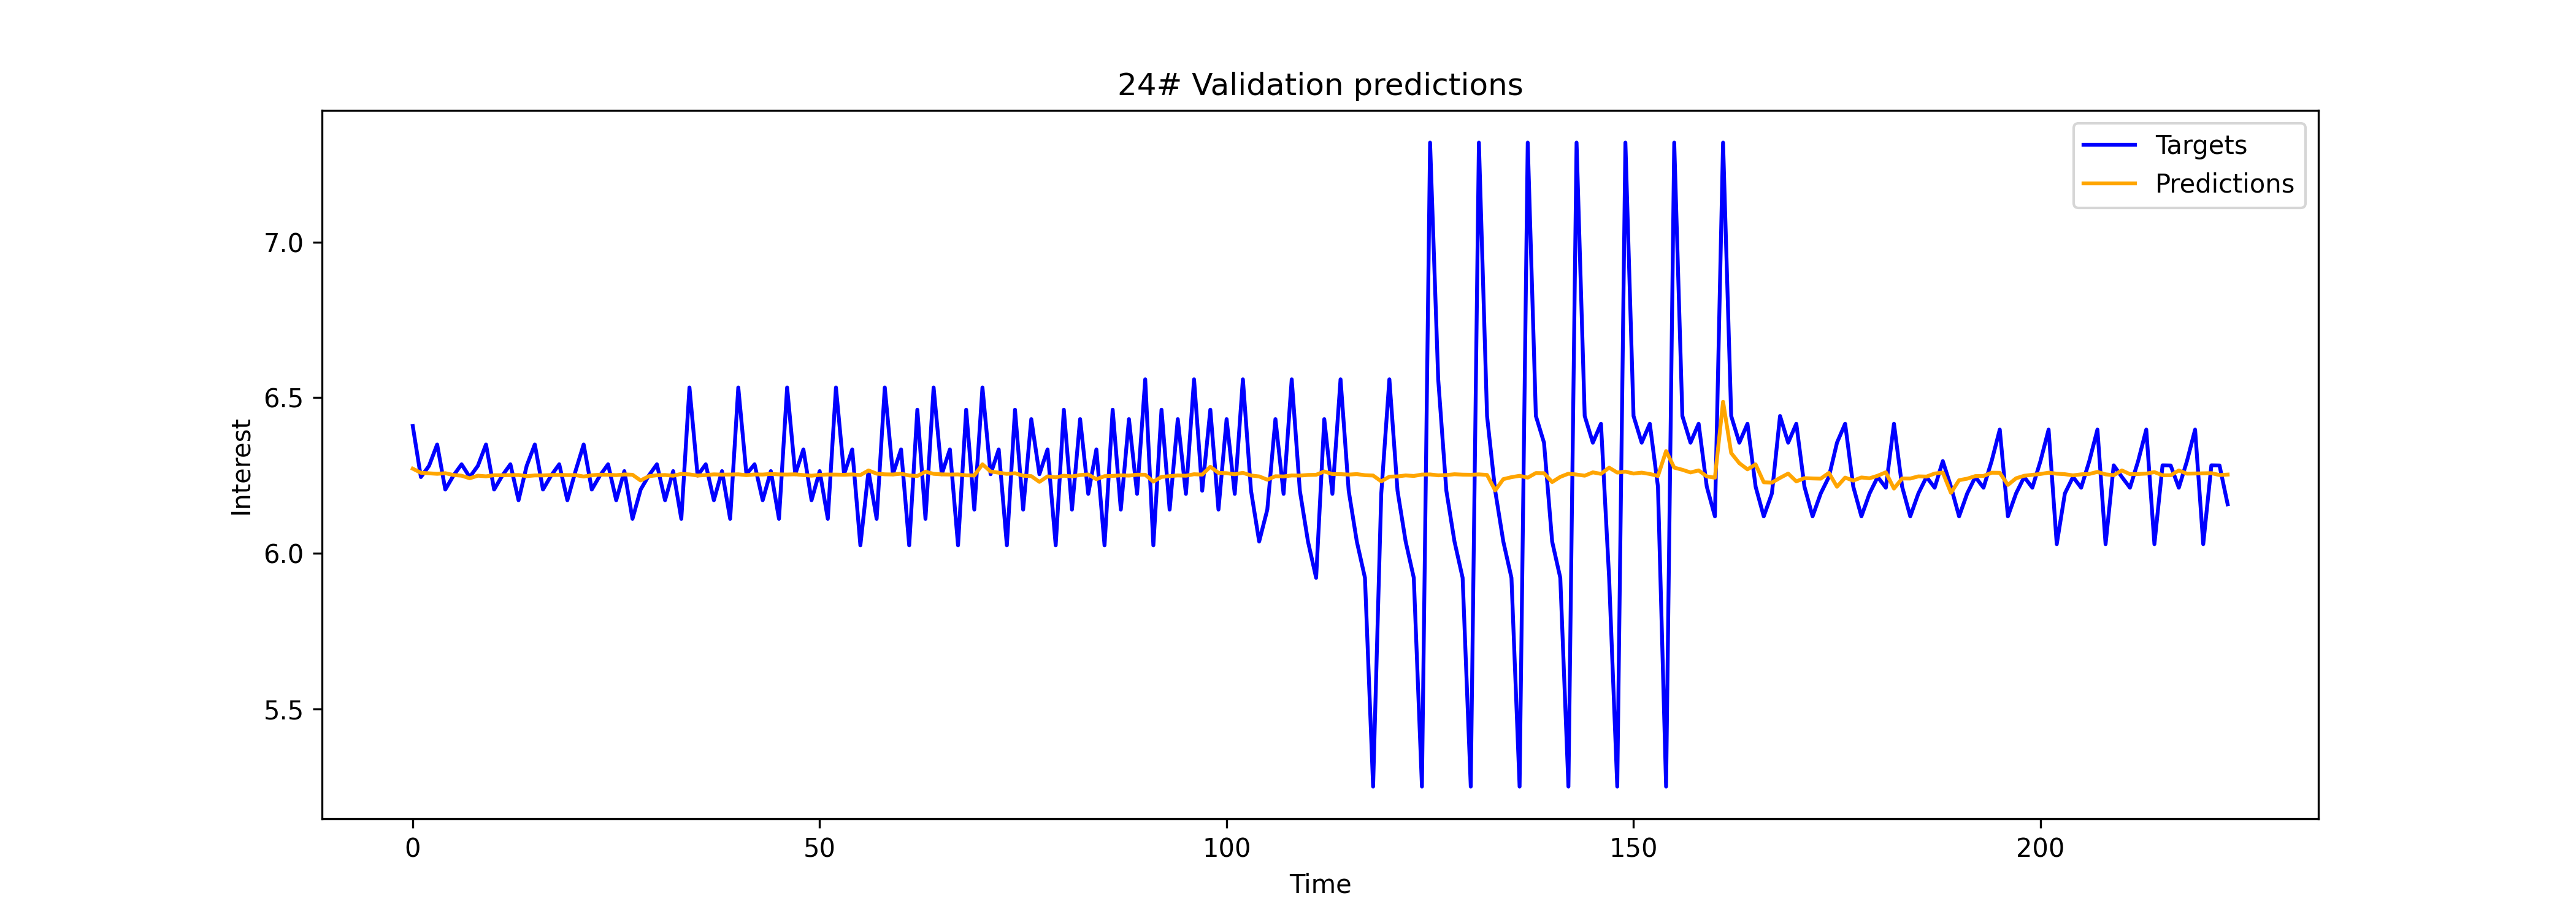 24# Validation predictions
Targets
Predictions
7.0
6.5
6.0
5.5
Interest
0
50
100
150
200
Time